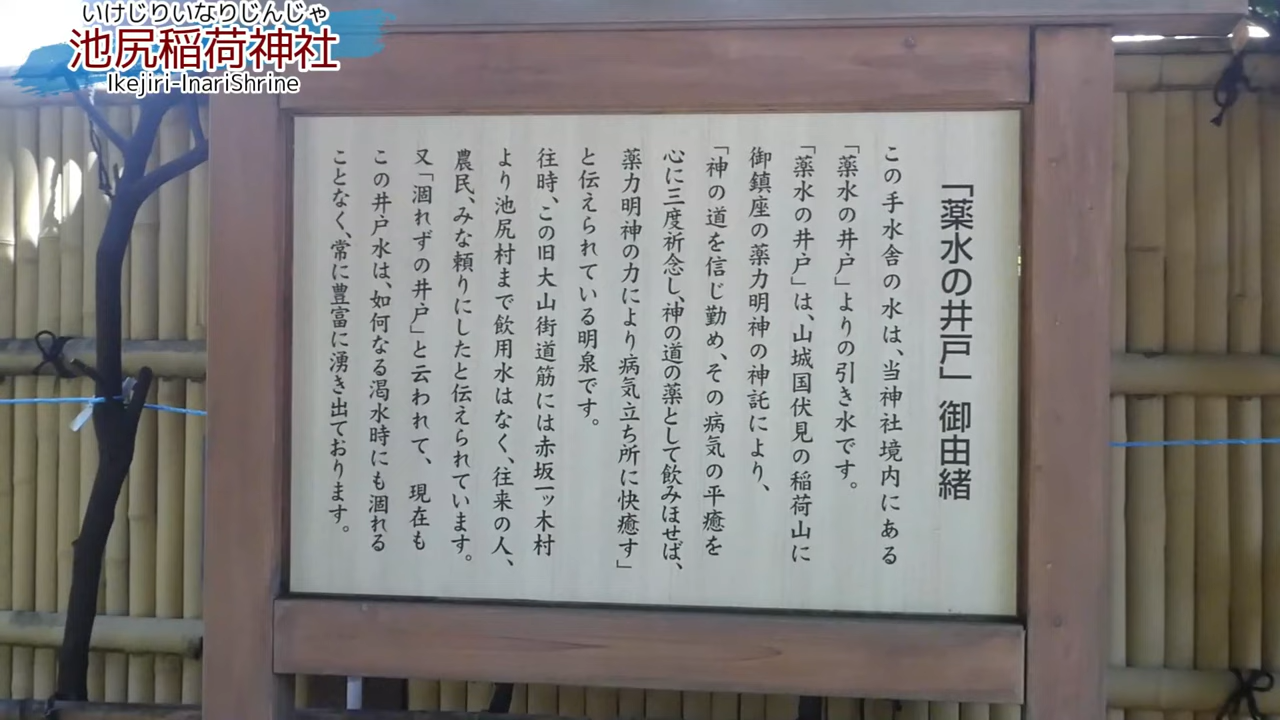 いけじりいなりじんじゃ
池尻稲荷神社
Ikejiri-InariShrine
「薬水の井戸」御由緒
この手水舎の水は、当神社境内にある
「薬水の井戸」よりの引き水です。
「薬水の井戸」は、山城国伏見の稲荷山に
御鎮座の薬力明神の神託により、
「神の道を信じ勤め、その病気の平癒を
心に三度祈念し、神の道の薬として飲みほせば、
薬力明神の力により病気立ち所に快癒す」
と伝えられている明泉です。
往時、この旧大山街道筋には赤坂一ッ木村
より池尻村まで飲用水はなく、往来の人、
農民、みな頼りにしたと伝えられています。
又「涸れずの井戸」と云われて、現在も
この井戸水は、如何なる渇水時にも涸れる
ことなく、常に豊富に湧き出ております。